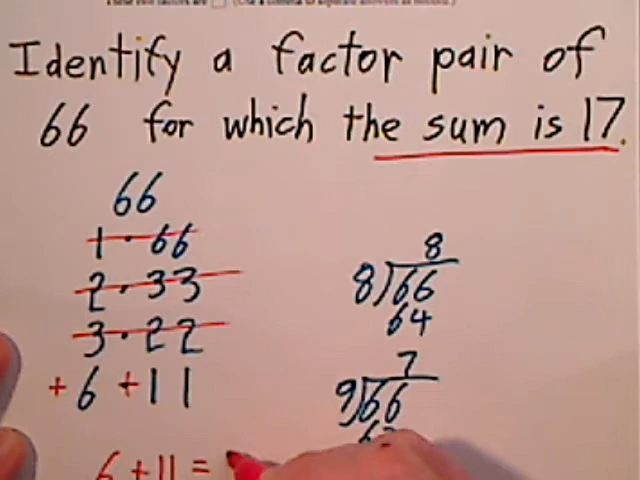 Identify a factor pair of
66 for which the sum is 17.
66
1 · 66
2 · 33
3 · 22
+ 6 + 11
6 + 11 =
8
8)66
64
7
9)66